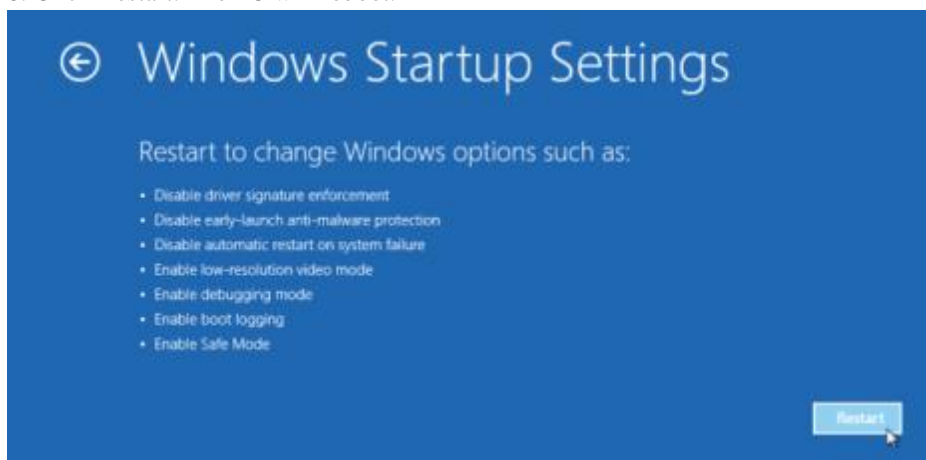 Windows Startup Settings
Restart to change Windows options such as:
• Disable driver signature enforcement
• Disable early-launch anti-malware protection
• Disable automatic restart on system failure
• Enable low-resolution video mode
• Enable debugging mode
• Enable boot logging
• Enable Safe Mode
Restart